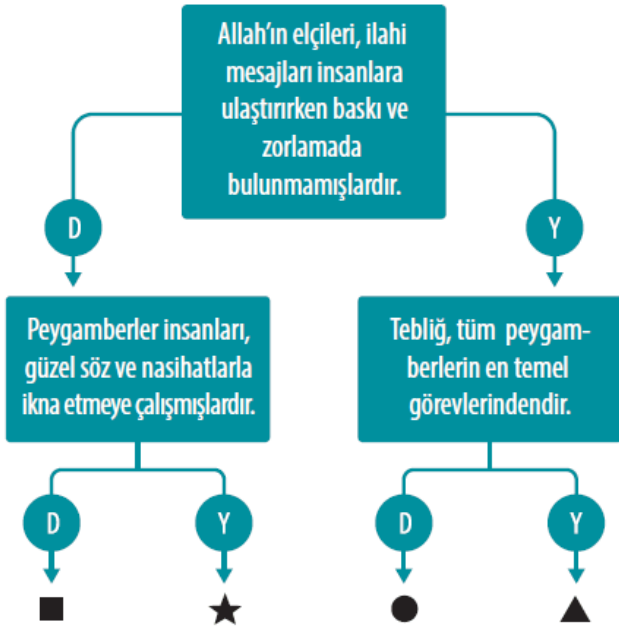 Allah'ın elçileri, ilahi
mesajları insanlara
ulaştırırken baskı ve
zorlamada
bulunmamışlardır.
D
Y
Peygamberler insanları,
güzel söz ve nasihatlarla
ikna etmeye çalışmışlardır.
Tebliğ, tüm peygam-
berlerin en temel
görevlerindendir.
D
Y
D
Y